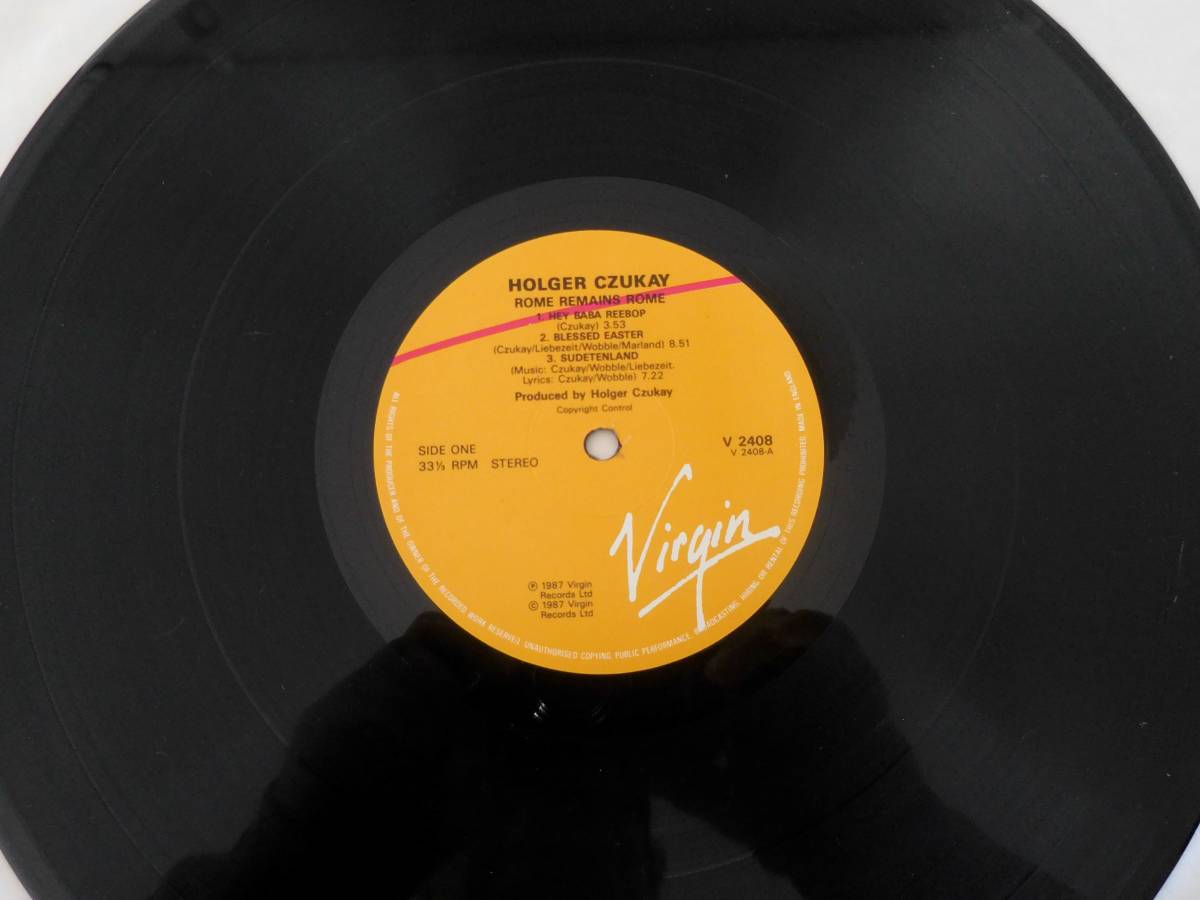 HOLGER CZUKAY
ROME REMAINS ROME
1. HEY BABA REEBOP
(Czukay) 3.53
2. BLESSED EASTER
(Czukay/Liebezeit/Wobble/Marland) 8.51
3. SUDETENLAND
(Music: Czukay/Wobble/Liebezeit.
Lyrics: Czukay/Wobble) 7.22
Produced by Holger Czukay
Copyright Control
SIDE ONE
33⅓ RPM STEREO
V 2408
V 2408-A
Virgin
℗ 1987 Virgin
Records Ltd
© 1987 Virgin
Records Ltd
ALL RIGHTS OF THE PRODUCER AND OF THE OWNER OF THE RECORDED WORK RESERVED. UNAUTHORISED COPYING, PUBLIC PERFORMANCE, BROADCASTING, HIRING, OR RENTAL OF THIS RECORDING PROHIBITED. MADE IN ENGLAND